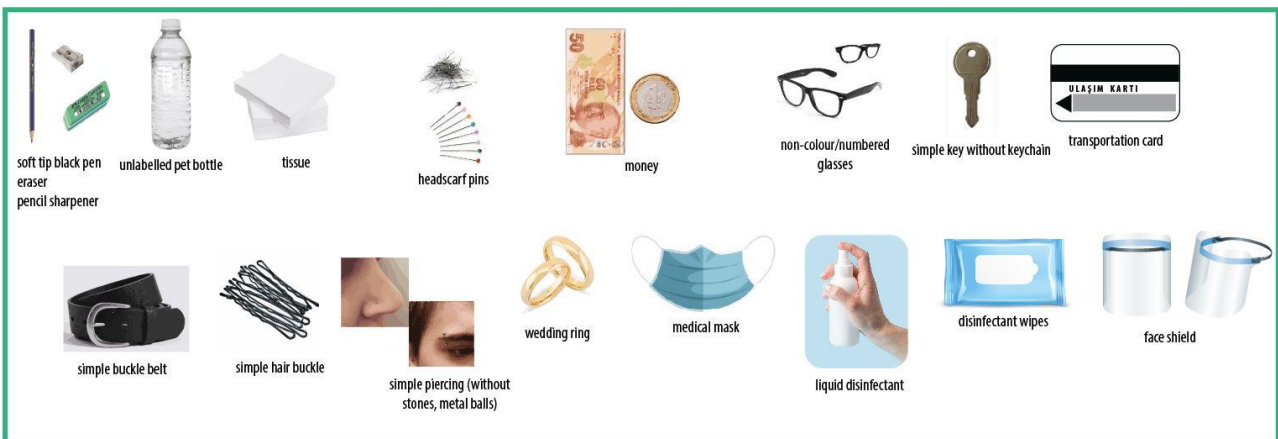 soft tip black pen
eraser
pencil sharpener
unlabelled pet bottle
tissue
headscarf pins
50
money
non-colour/numbered
glasses
simple key without keychain
ULAŞIM KARTI
transportation card
simple buckle belt
simple hair buckle
simple piercing (without
stones, metal balls)
wedding ring
medical mask
liquid disinfectant
disinfectant wipes
face shield